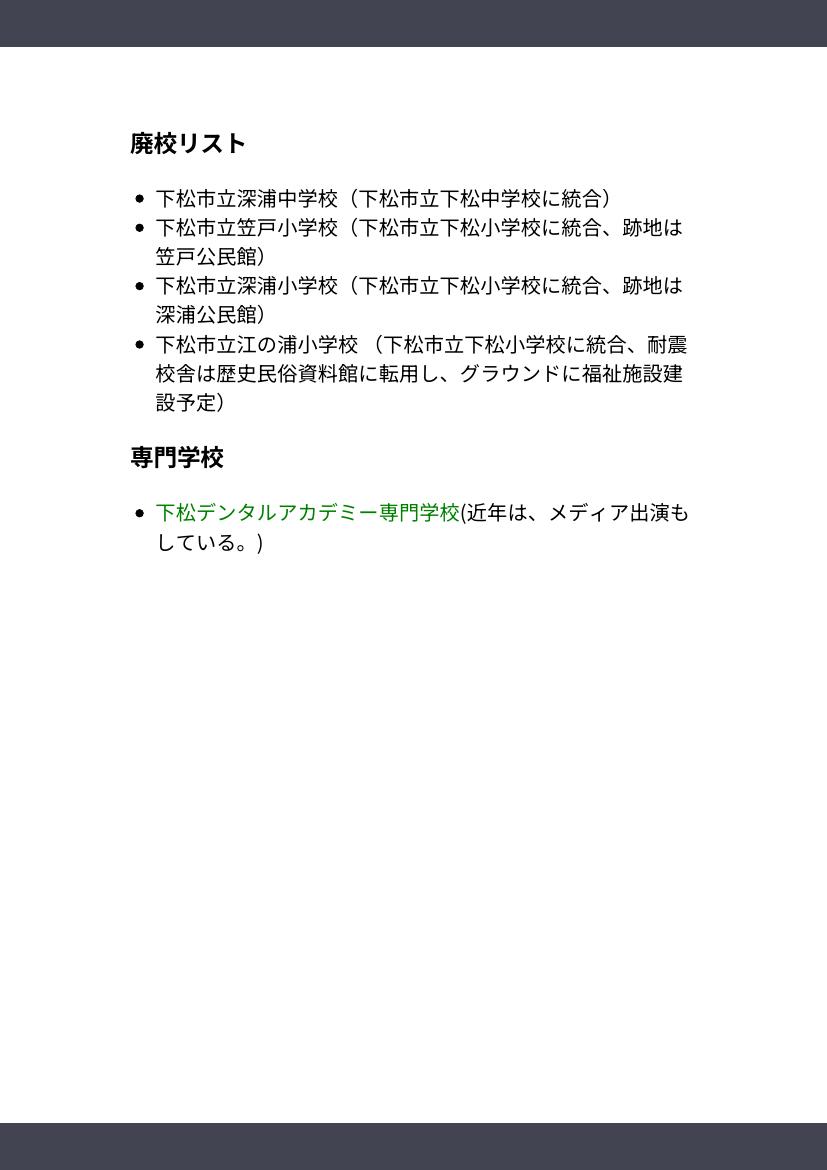 廃校リスト
下松市立深浦中学校（下松市立下松中学校に統合）
下松市立笠戸小学校（下松市立下松小学校に統合、跡地は
笠戸公民館）
下松市立深浦小学校（下松市立下松小学校に統合、跡地は
深浦公民館）
下松市立江の浦小学校 （下松市立下松小学校に統合、耐震
校舎は歴史民俗資料館に転用し、グラウンドに福祉施設建
設予定）
専門学校
下松デンタルアカデミー専門学校(近年は、メディア出演も
している。)